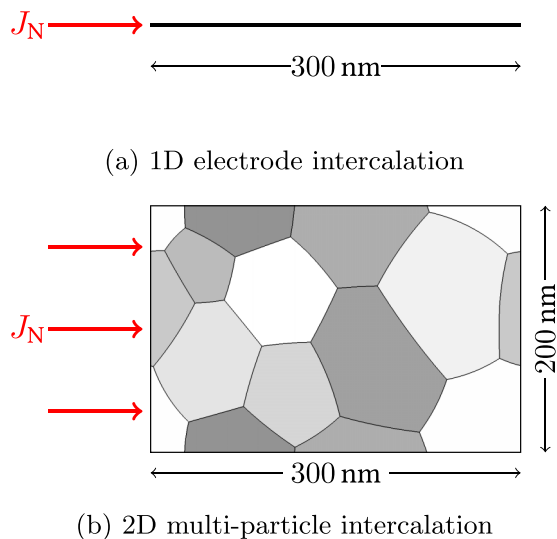 J_N
300 nm
(a) 1D electrode intercalation
J_N
200 nm
300 nm
(b) 2D multi-particle intercalation